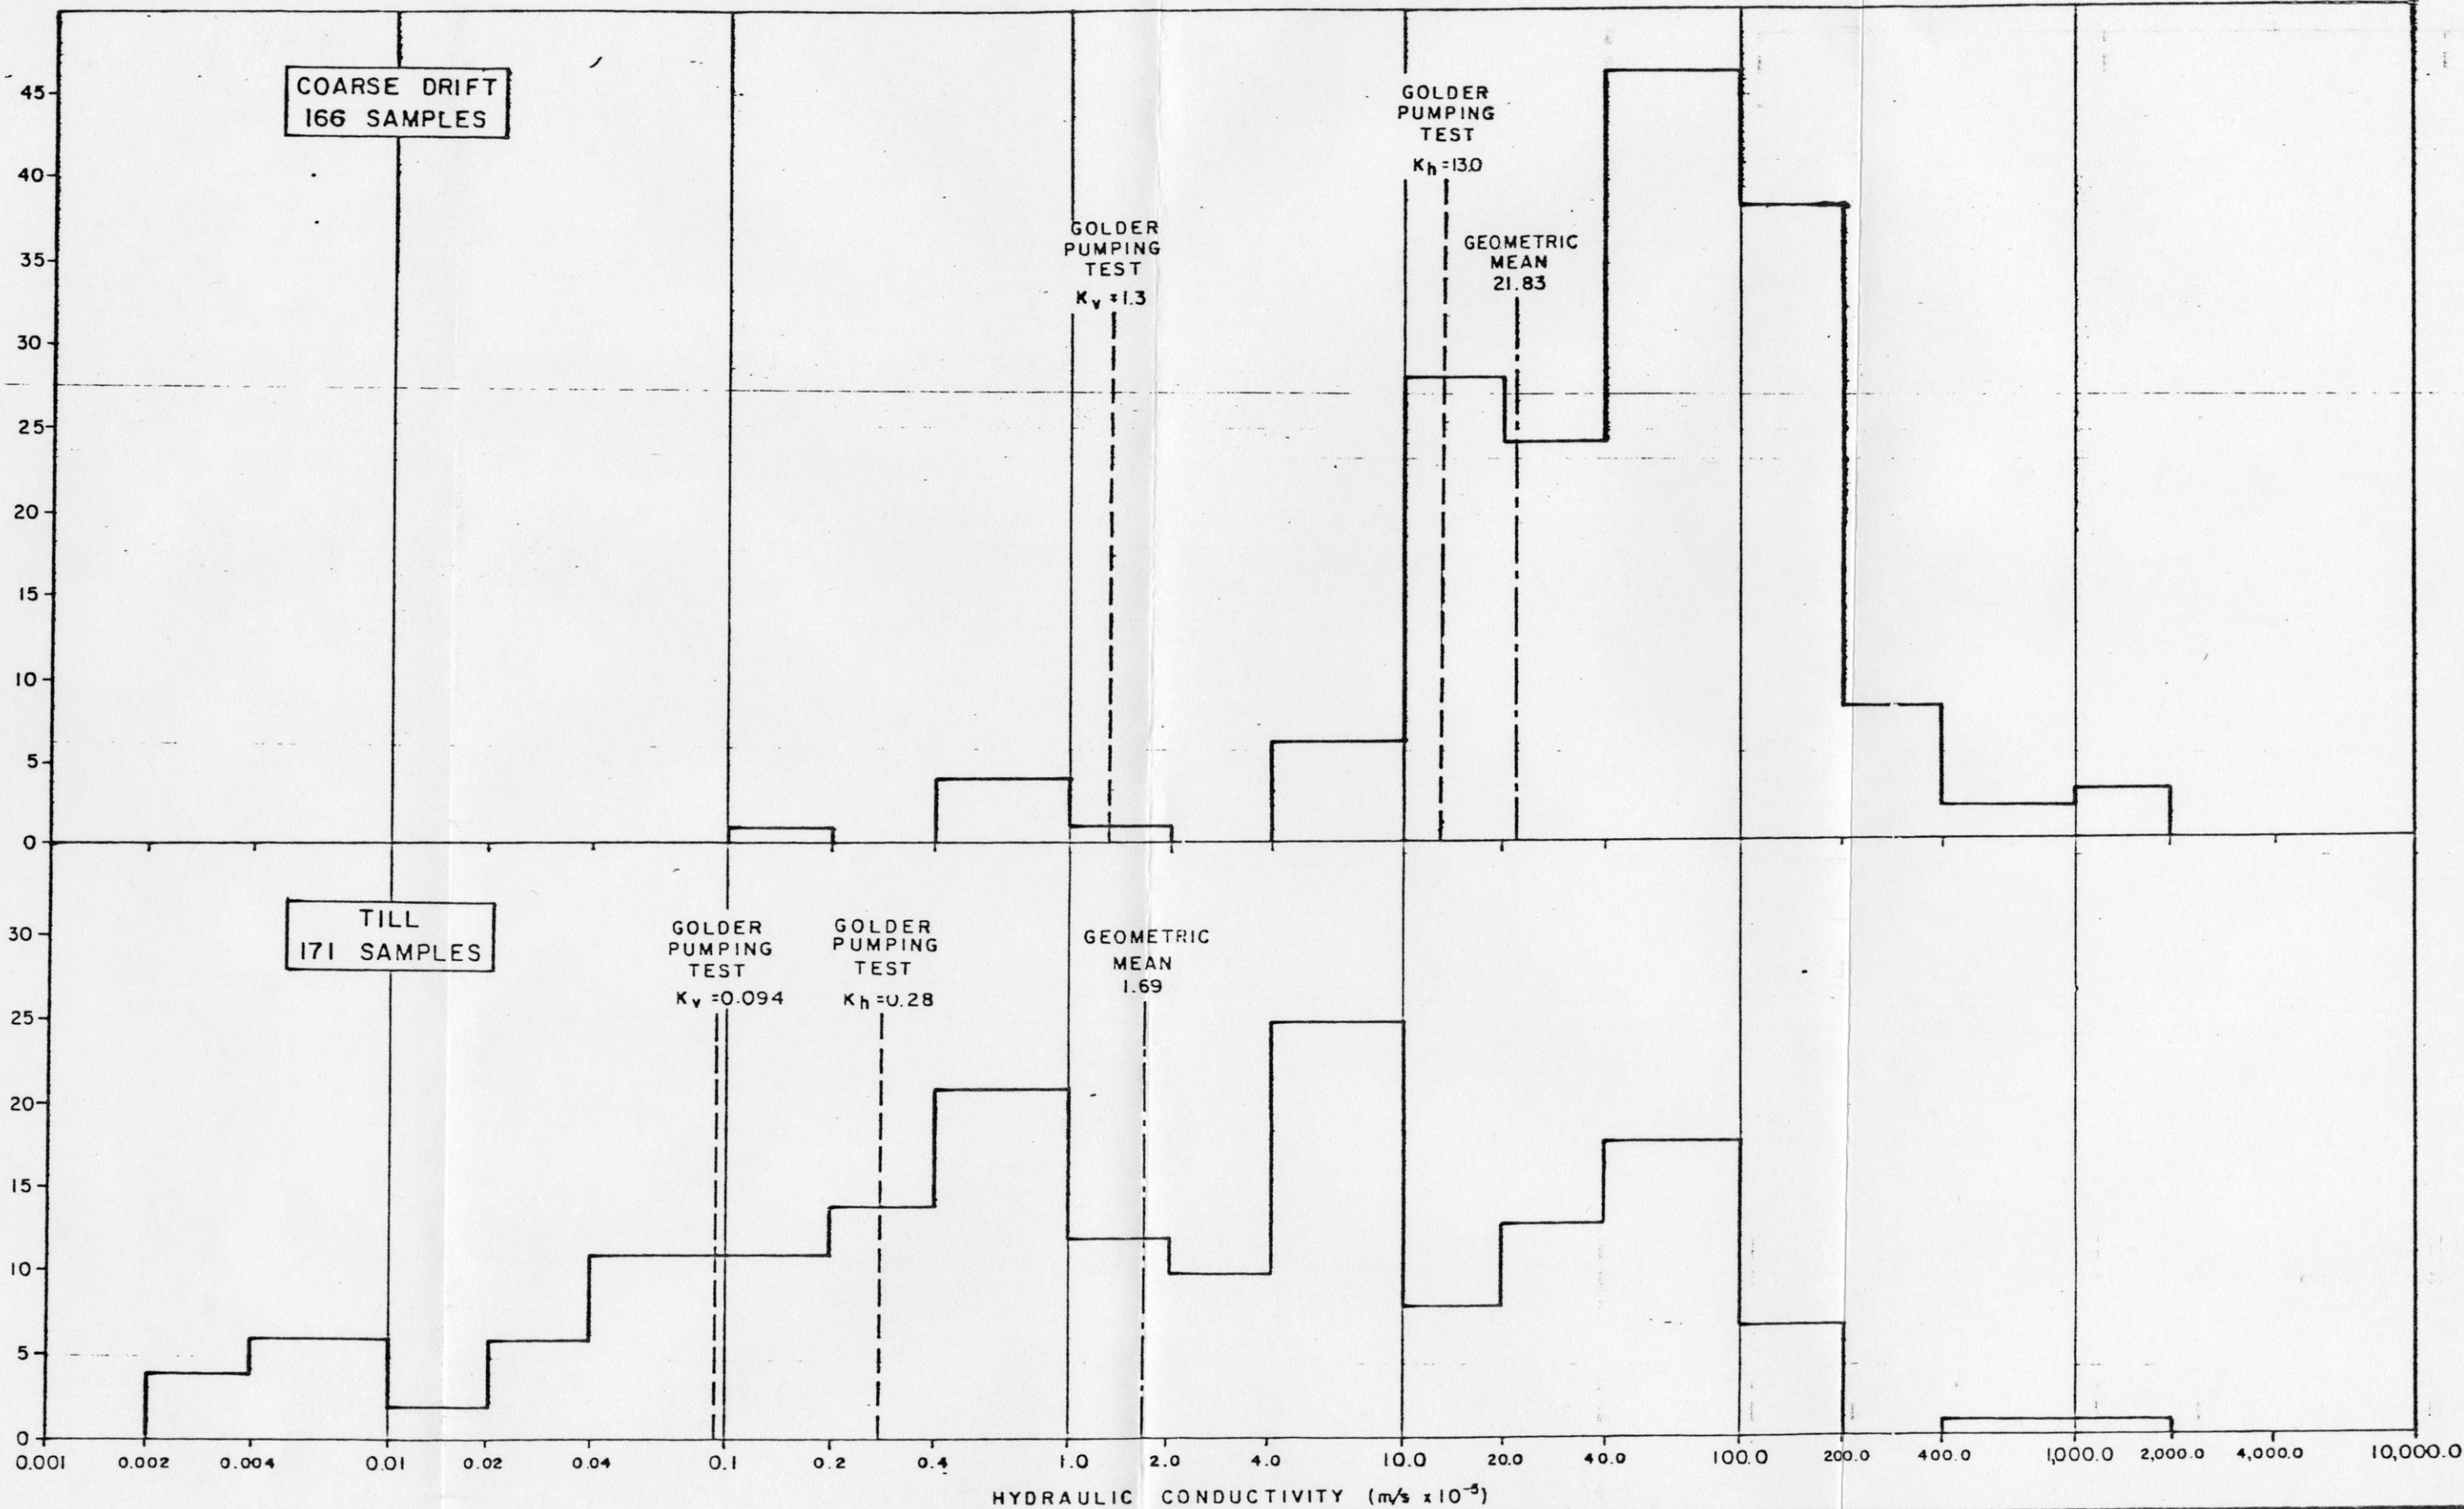 COARSE DRIFT
166 SAMPLES
GOLDER
PUMPING
TEST
Kv = 1.3
GOLDER
PUMPING
TEST
Kh = 13.0
GEOMETRIC
MEAN
21.83
45
40
35
30
25
20
15
10
5
0
TILL
171 SAMPLES
GOLDER
PUMPING
TEST
Kv = 0.094
GOLDER
PUMPING
TEST
Kh = 0.28
GEOMETRIC
MEAN
1.69
30
25
20
15
10
5
0
0.001 0.002 0.004 0.01 0.02 0.04 0.1 0.2 0.4 1.0 2.0 4.0 10.0 20.0 40.0 100.0 200.0 400.0 1,000.0 2,000.0 4,000.0 10,000.0
HYDRAULIC CONDUCTIVITY (m/s x 10⁻⁵)